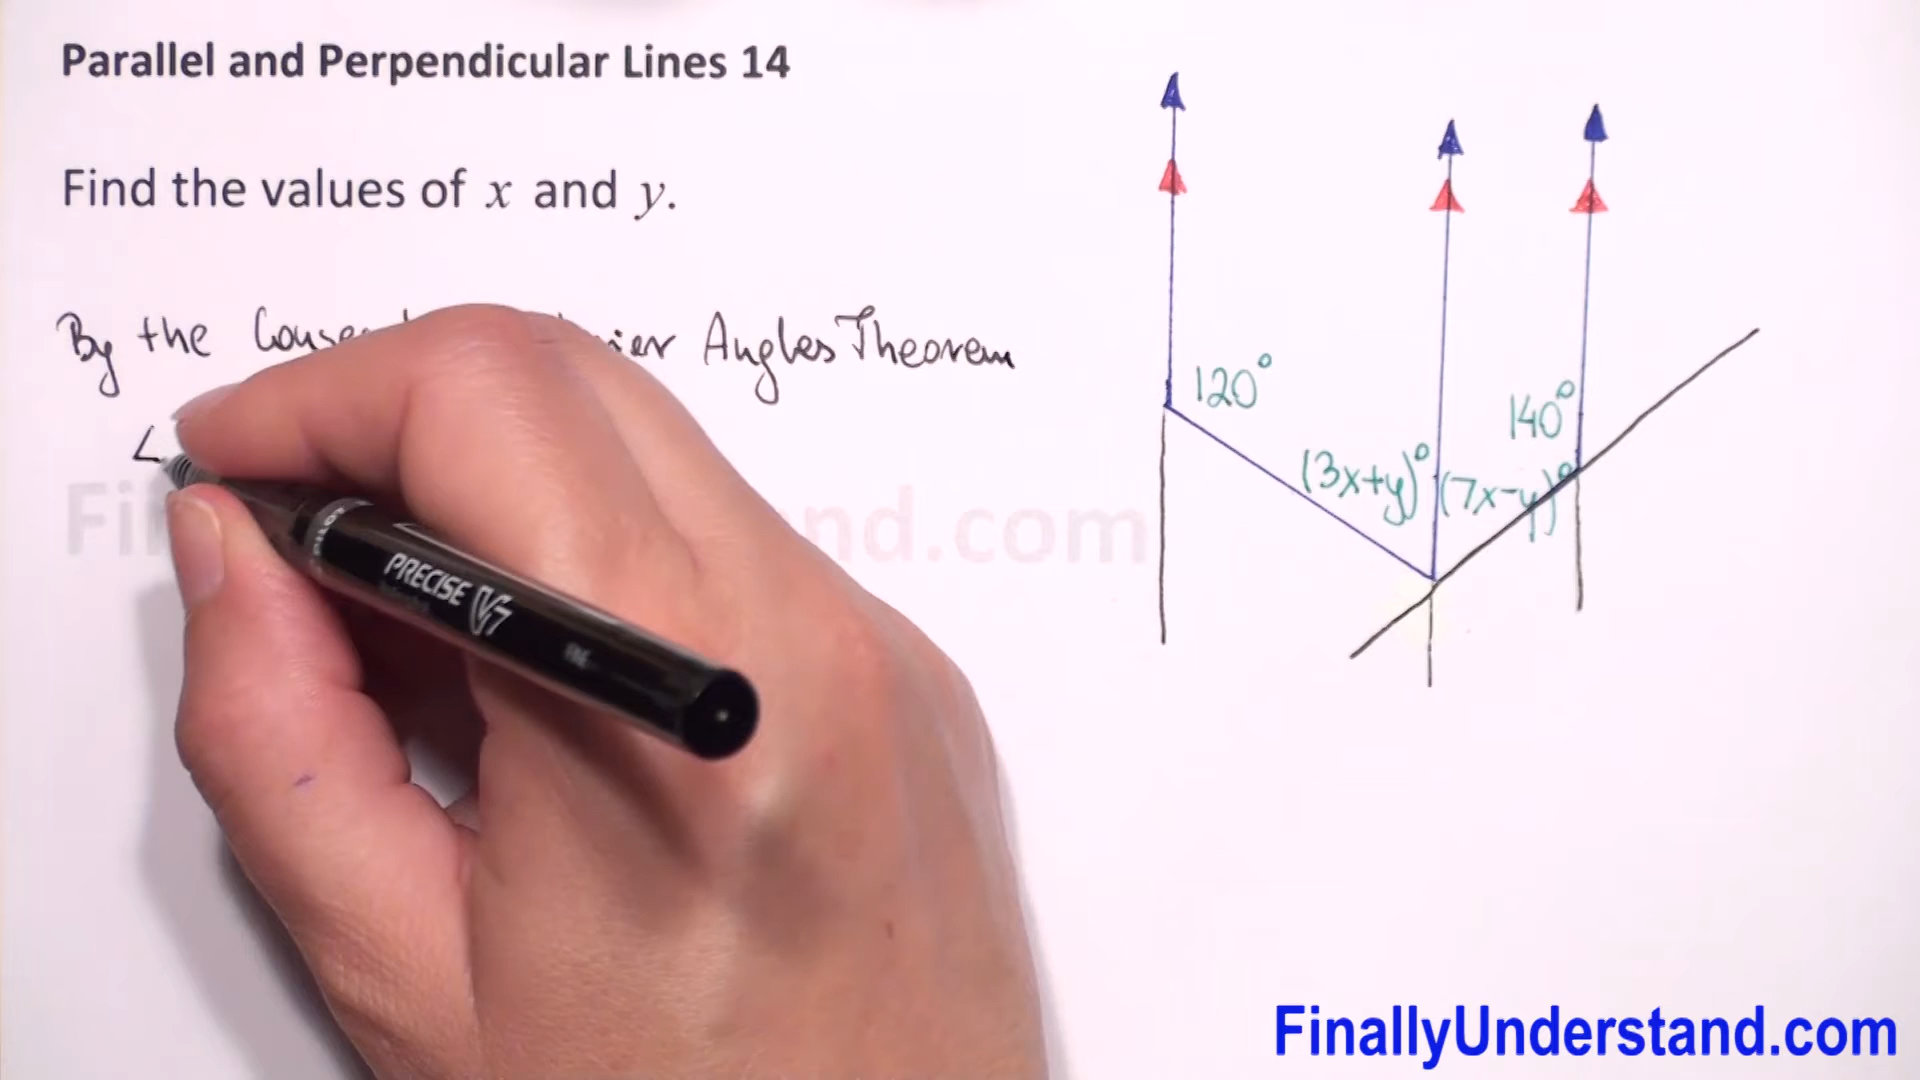 Parallel and Perpendicular Lines 14
Find the values of x and y.
By the Angles Theorem
<
120°
(3x+y)°
(7x-y)°
140°
PRECISE V7
FinallyUnderstand.com